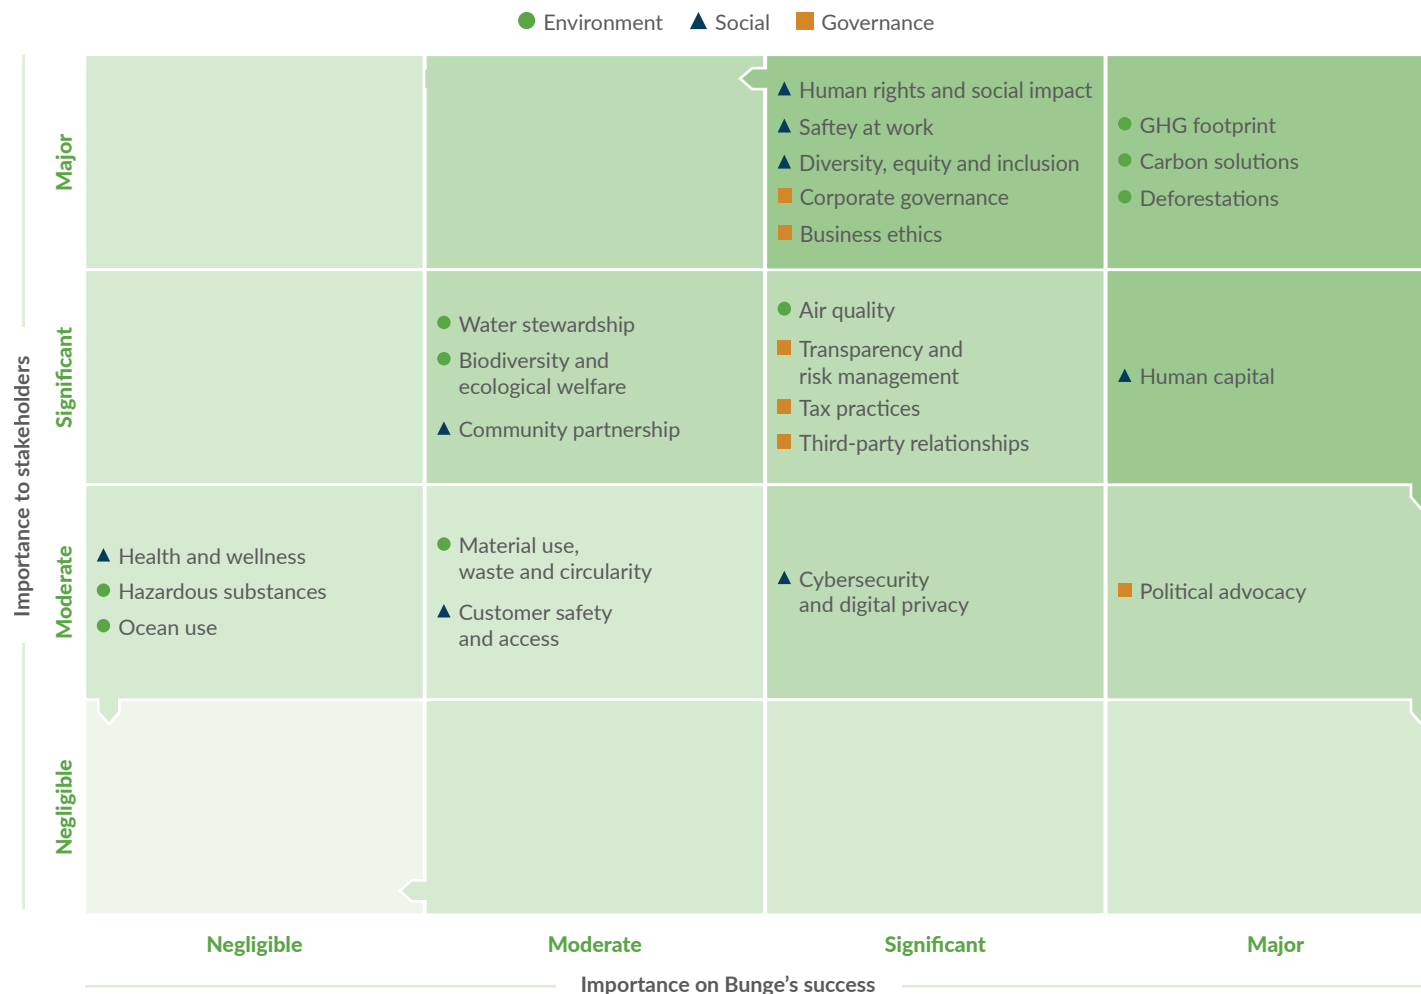 Environment Social Governance
Importance to stakeholders
Major
Human rights and social impact
Saftey at work
Diversity, equity and inclusion
Corporate governance
Business ethics
GHG footprint
Carbon solutions
Deforestations
Significant
Water stewardship
Biodiversity and
ecological welfare
Community partnership
Air quality
Transparency and
risk management
Tax practices
Third-party relationships
Human capital
Moderate
Health and wellness
Hazardous substances
Ocean use
Material use,
waste and circularity
Customer safety
and access
Cybersecurity
and digital privacy
Political advocacy
Negligible
Negligible Moderate Significant Major
Importance on Bunge's success